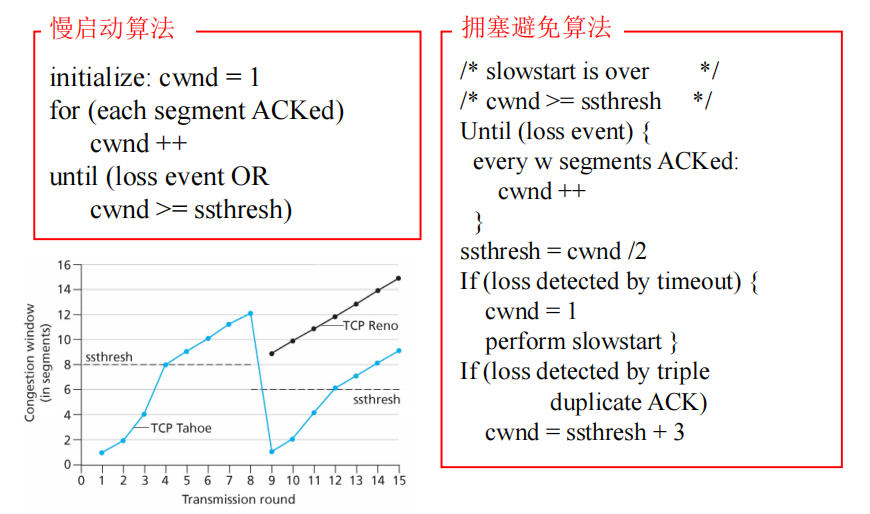 慢启动算法
initialize: cwnd = 1
for (each segment ACKed)
cwnd ++
until (loss event OR
cwnd >= ssthresh)
拥塞避免算法
/* slowstart is over */
/* cwnd >= ssthresh */
Until (loss event) {
every w segments ACKed:
cwnd ++
}
ssthresh = cwnd /2
If (loss detected by timeout) {
cwnd = 1
perform slowstart }
If (loss detected by triple
duplicate ACK)
cwnd = ssthresh + 3
Congestion window
(in segments)
16
14
12
10
8
6
4
2
0
ssthresh
TCP Tahoe
TCP Reno
ssthresh
0 1 2 3 4 5 6 7 8 9 10 11 12 13 14 15
Transmission round